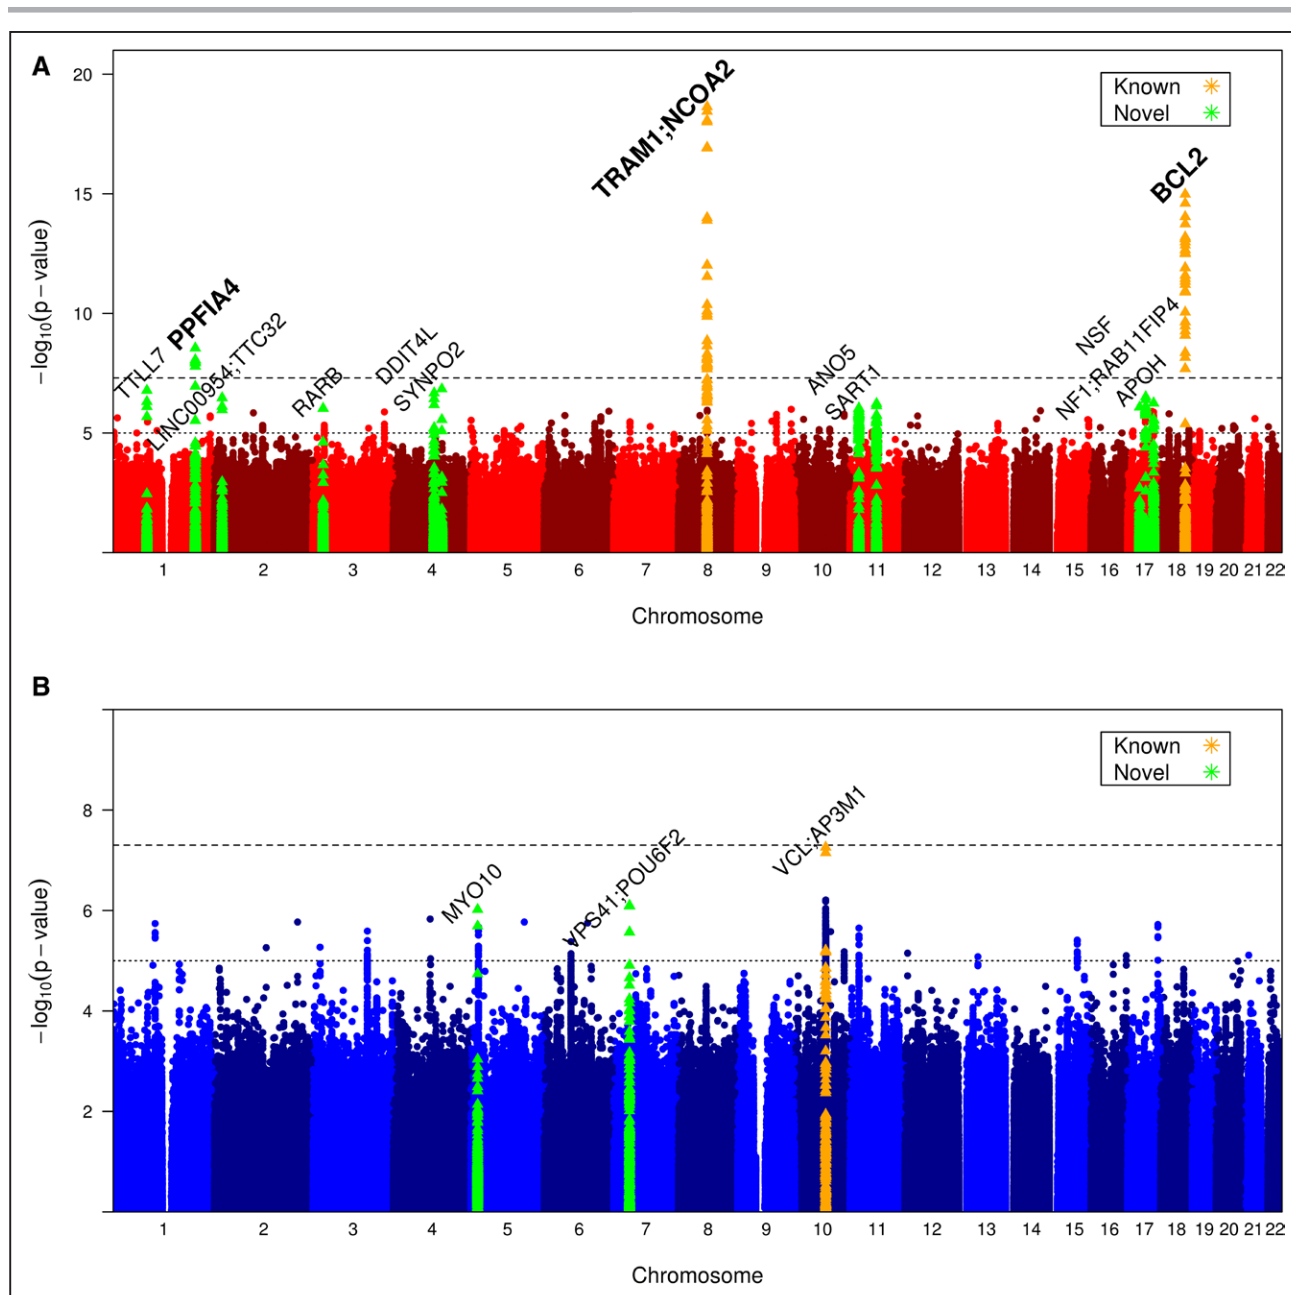 A
20
15
10
5
−log10(p−value)
TTLL7
PPFIA4
LINC00954;TTC32
RARB
DDIT4L
SYNPO2
TRAM1;NCOA2
ANO5
SART1
NSF
NF1;RAB11FIP4
APOH
BCL2
Known
Novel
1 2 3 4 5 6 7 8 9 10 11 12 13 14 15 16 17 18 19 20 21 22
Chromosome
B
8
6
4
2
−log10(p−value)
MYO10
VPS41;POU6F2
VCL;AP3M1
Known
Novel
1 2 3 4 5 6 7 8 9 10 11 12 13 14 15 16 17 18 19 20 21 22
Chromosome